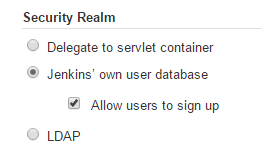 Security Realm
Delegate to servlet container
Jenkins' own user database
Allow users to sign up
LDAP